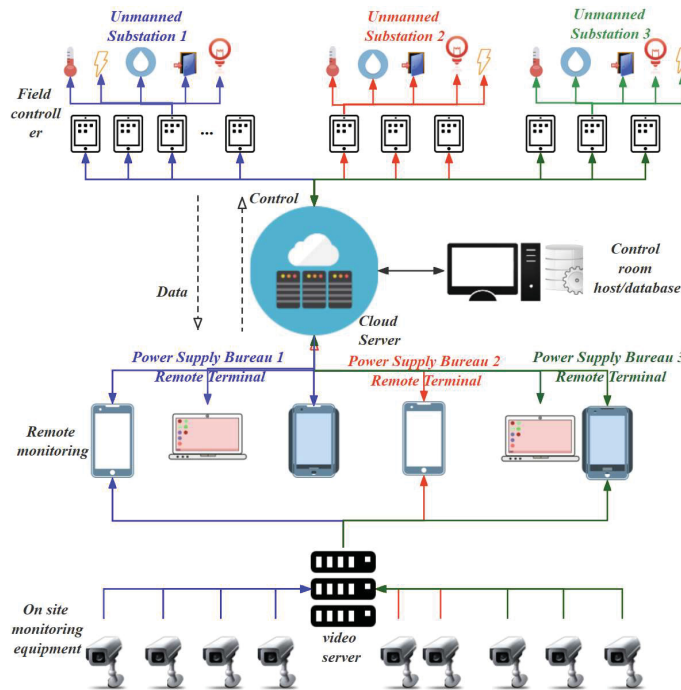 Unmanned
Substation 1
Unmanned
Substation 2
Unmanned
Substation 3
Field
controll
er
...
Control
Data
Cloud
Server
Control
room
host/database
Power Supply Bureau 1
Remote Terminal
Power Supply Bureau 2
Remote Terminal
Power Supply Bureau 3
Remote Terminal
Remote
monitoring
On site
monitoring
equipment
video
server